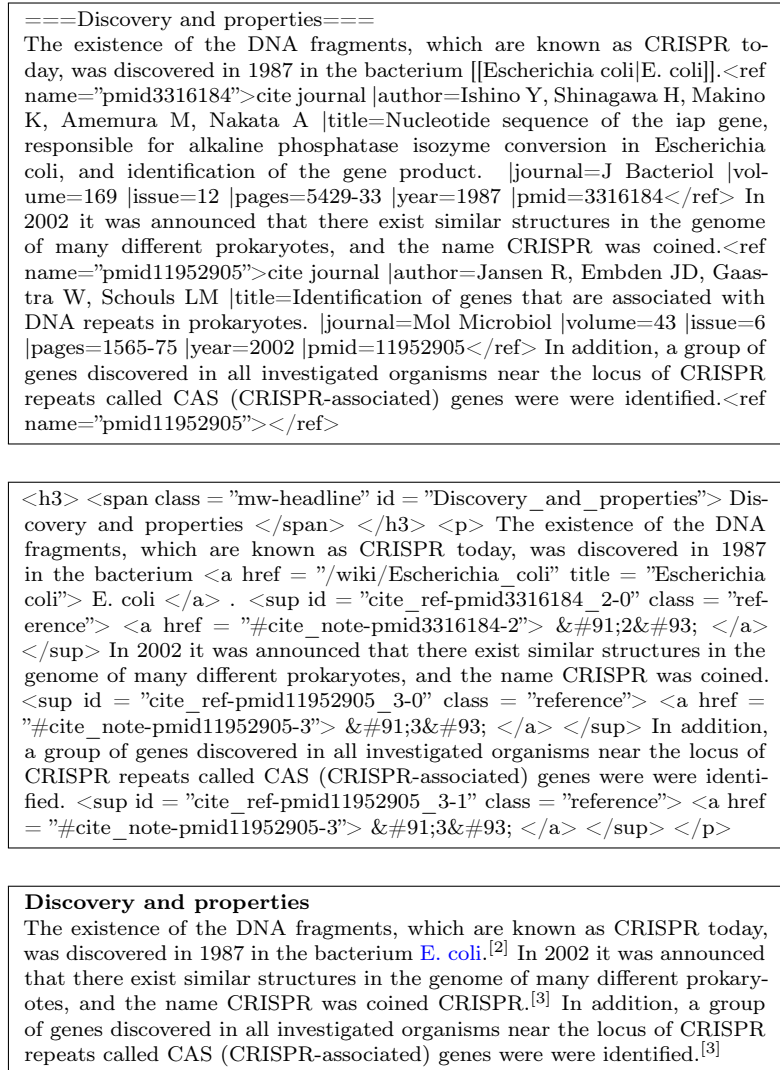 ===Discovery and properties===
The existence of the DNA fragments, which are known as CRISPR to-
day, was discovered in 1987 in the bacterium [[Escherichia coli|E. coli]].<ref
name=”pmid3316184”>cite journal |author=Ishino Y, Shinagawa H, Makino
K, Amemura M, Nakata A |title=Nucleotide sequence of the iap gene,
responsible for alkaline phosphatase isozyme conversion in Escherichia
coli, and identification of the gene product. |journal=J Bacteriol |vol-
ume=169 |issue=12 |pages=5429-33 |year=1987 |pmid=3316184</ref> In
2002 it was announced that there exist similar structures in the genome
of many different prokaryotes, and the name CRISPR was coined.<ref
name=”pmid11952905”>cite journal |author=Jansen R, Embden JD, Gaas-
tra W, Schouls LM |title=Identification of genes that are associated with
DNA repeats in prokaryotes. |journal=Mol Microbiol |volume=43 |issue=6
|pages=1565-75 |year=2002 |pmid=11952905</ref> In addition, a group of
genes discovered in all investigated organisms near the locus of CRISPR
repeats called CAS (CRISPR-associated) genes were were identified.<ref
name=”pmid11952905”></ref>
<h3> <span class = ”mw-headline” id = ”Discovery_and_properties”> Dis-
covery and properties </span> </h3> <p> The existence of the DNA
fragments, which are known as CRISPR today, was discovered in 1987
in the bacterium <a href = ”/wiki/Escherichia_coli” title = ”Escherichia
coli”> E. coli </a> . <sup id = ”cite_ref-pmid3316184_2-0” class = ”ref-
erence”> <a href = ”#cite_note-pmid3316184-2”> &#91;2&#93; </a>
</sup> In 2002 it was announced that there exist similar structures in the
genome of many different prokaryotes, and the name CRISPR was coined.
<sup id = ”cite_ref-pmid11952905_3-0” class = ”reference”> <a href =
”#cite_note-pmid11952905-3”> &#91;3&#93; </a> </sup> In addition,
a group of genes discovered in all investigated organisms near the locus of
CRISPR repeats called CAS (CRISPR-associated) genes were were identi-
fied. <sup id = ”cite_ref-pmid11952905_3-1” class = ”reference”> <a href
= ”#cite_note-pmid11952905-3”> &#91;3&#93; </a> </sup> </p>
Discovery and properties
The existence of the DNA fragments, which are known as CRISPR today,
was discovered in 1987 in the bacterium E. coli.[2] In 2002 it was announced
that there exist similar structures in the genome of many different prokary-
otes, and the name CRISPR was coined CRISPR.[3] In addition, a group
of genes discovered in all investigated organisms near the locus of CRISPR
repeats called CAS (CRISPR-associated) genes were were identified.[3]